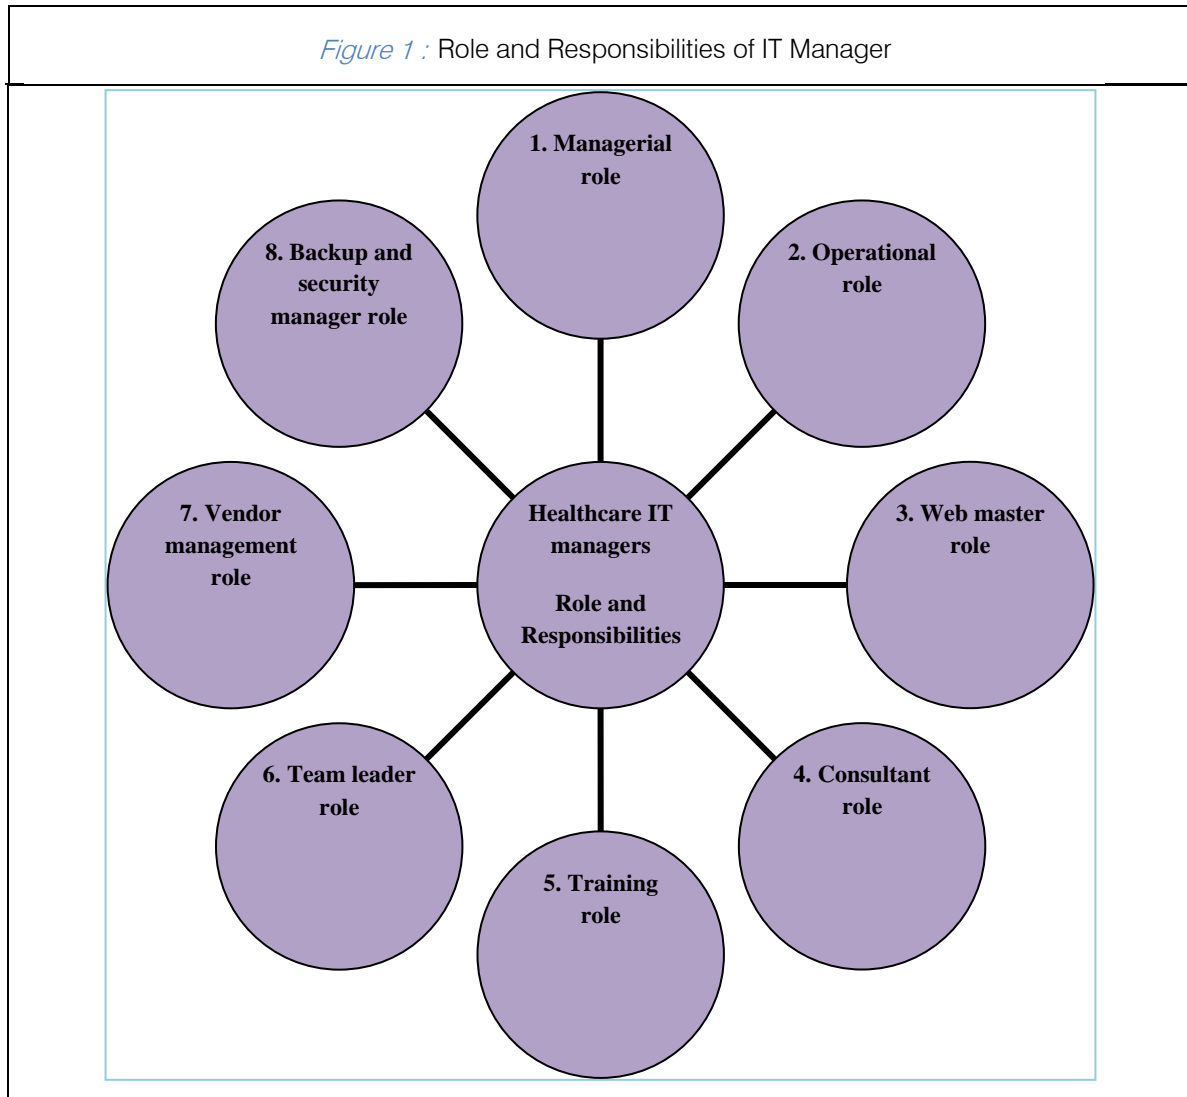 Figure 1 : Role and Responsibilities of IT Manager
1. Managerial
role
2. Operational
role
3. Web master
role
4. Consultant
role
5. Training
role
6. Team leader
role
7. Vendor
management
role
8. Backup and
security
manager role
Healthcare IT
managers
Role and
Responsibilities